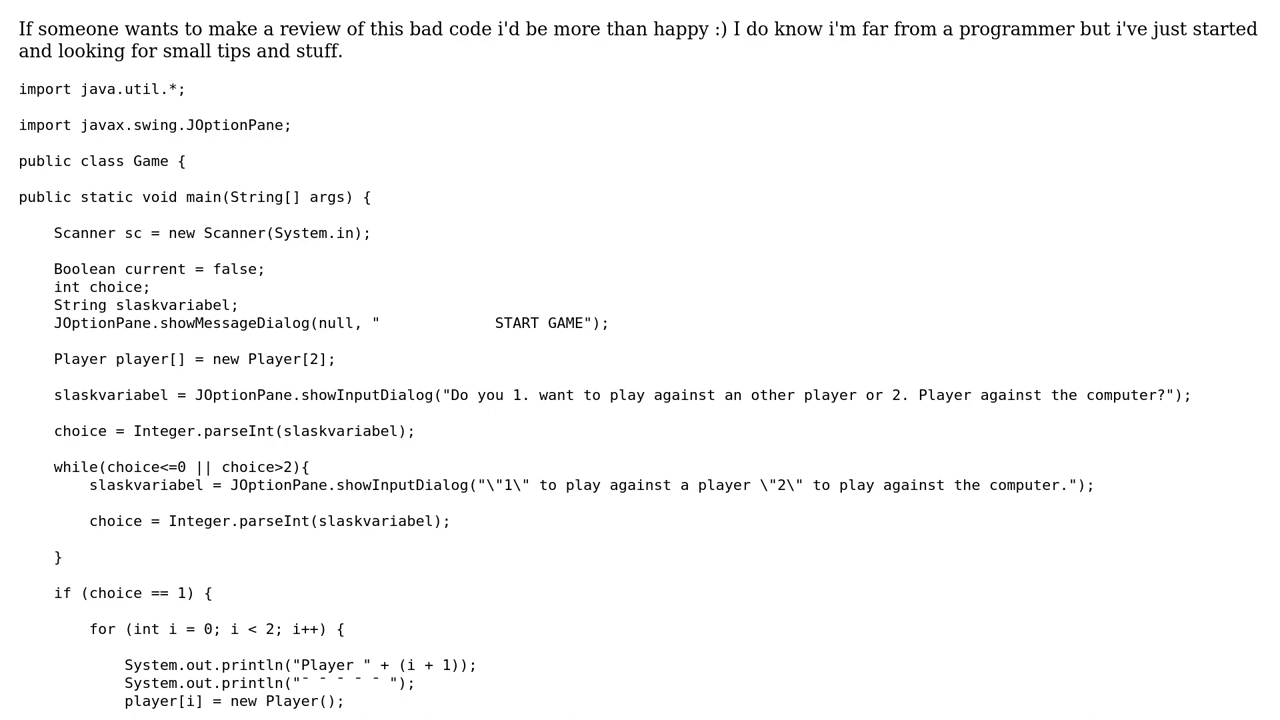 If someone wants to make a review of this bad code i'd be more than happy :) I do know i'm far from a programmer but i've just started
and looking for small tips and stuff.
import java.util.*;
import javax.swing.JOptionPane;
public class Game {
public static void main(String[] args) {
    Scanner sc = new Scanner(System.in);
    Boolean current = false;
    int choice;
    String slaskvariabel;
    JOptionPane.showMessageDialog(null, "             START GAME");
    Player player[] = new Player[2];
    slaskvariabel = JOptionPane.showInputDialog("Do you 1. want to play against an other player or 2. Player against the computer?");
    choice = Integer.parseInt(slaskvariabel);
    while(choice<=0 || choice>2){
        slaskvariabel = JOptionPane.showInputDialog("\"1\" to play against a player \"2\" to play against the computer.");
        choice = Integer.parseInt(slaskvariabel);
    }
    if (choice == 1) {
        for (int i = 0; i < 2; i++) {
            System.out.println("Player " + (i + 1));
            System.out.println("¯ ¯ ¯ ¯ ¯ ");
            player[i] = new Player();